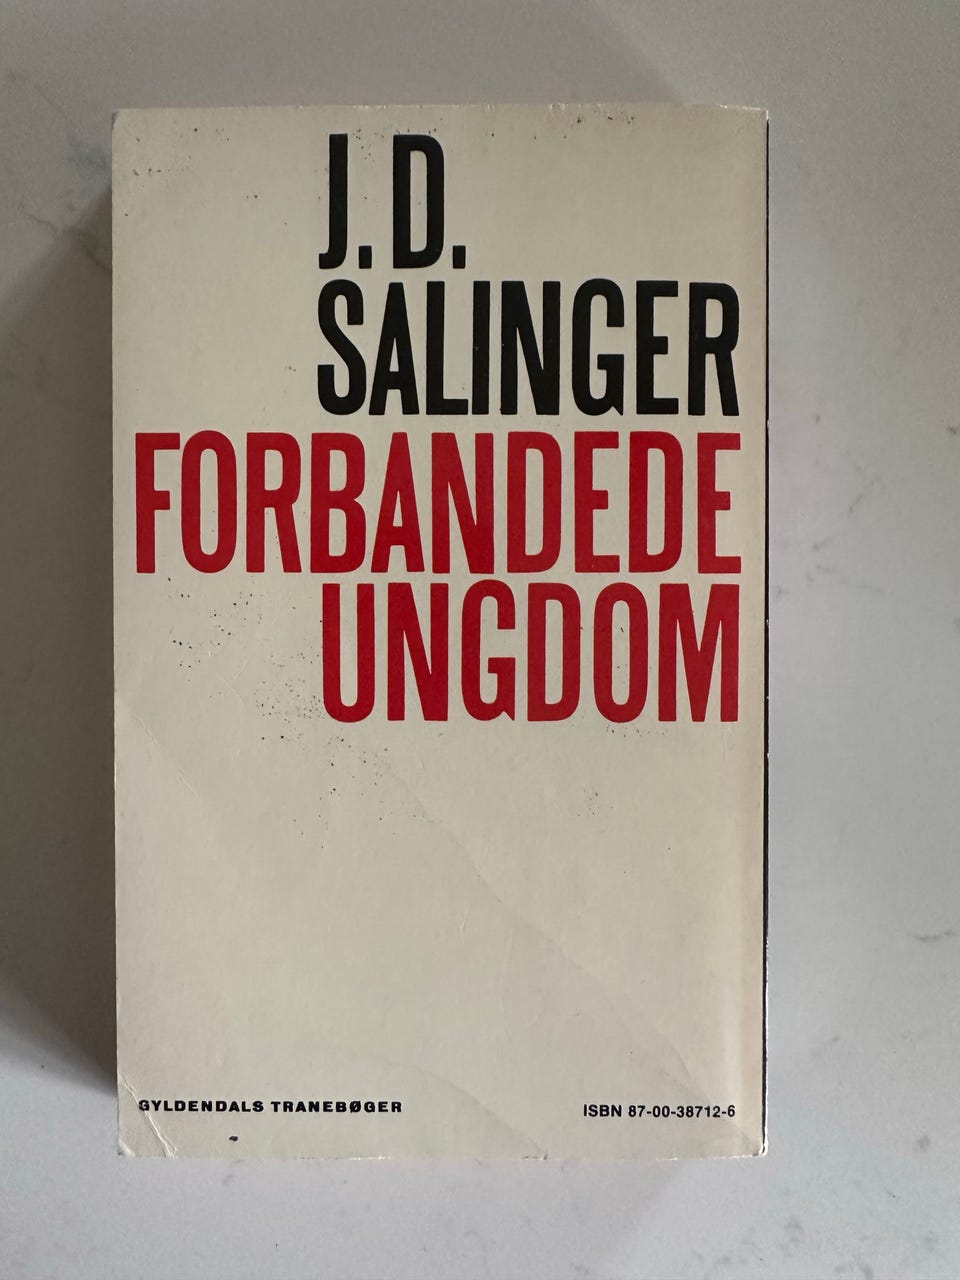 J. D.
SALINGER
FORBANDEDE
UNGDOM
GYLDENDALS TRANEBØGER
ISBN 87-00-38712-6